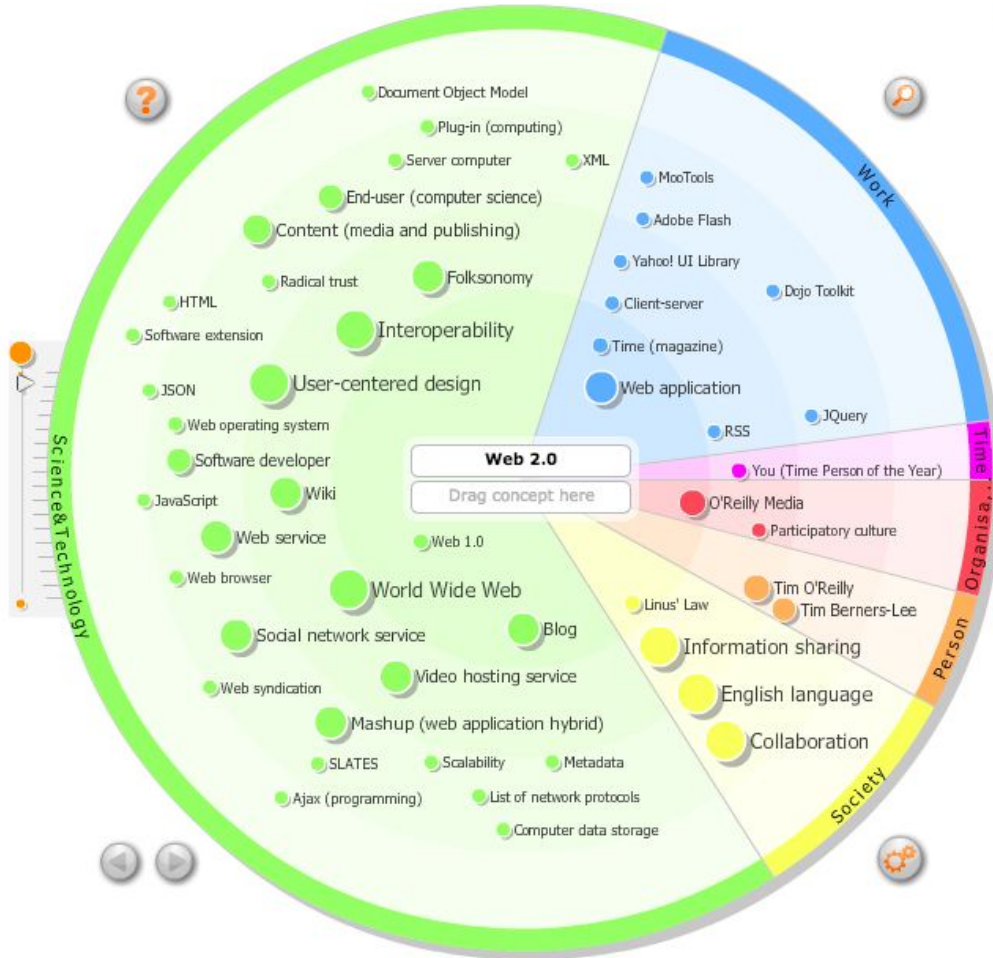 Document Object Model
Plug-in (computing)
Server computer
XML
End-user (computer science)
Content (media and publishing)
Radical trust
Folksonomy
HTML
Interoperability
Software extension
User-centered design
JSON
Web operating system
Software developer
Wiki
JavaScript
Web service
Web 1.0
Web browser
World Wide Web
Social network service
Blog
Video hosting service
Web syndication
Mashup (web application hybrid)
SLATES
Scalability
Metadata
Ajax (programming)
List of network protocols
Computer data storage
Science&Technology
Web 2.0
Drag concept here
MooTools
Adobe Flash
Yahoo! UI Library
Dojo Toolkit
Client-server
Time (magazine)
Web application
JQuery
RSS
Work
You (Time Person of the Year)
Time
O'Reilly Media
Participatory culture
Organisa...
Tim O'Reilly
Tim Berners-Lee
Person
Linus' Law
Information sharing
English language
Collaboration
Society
?